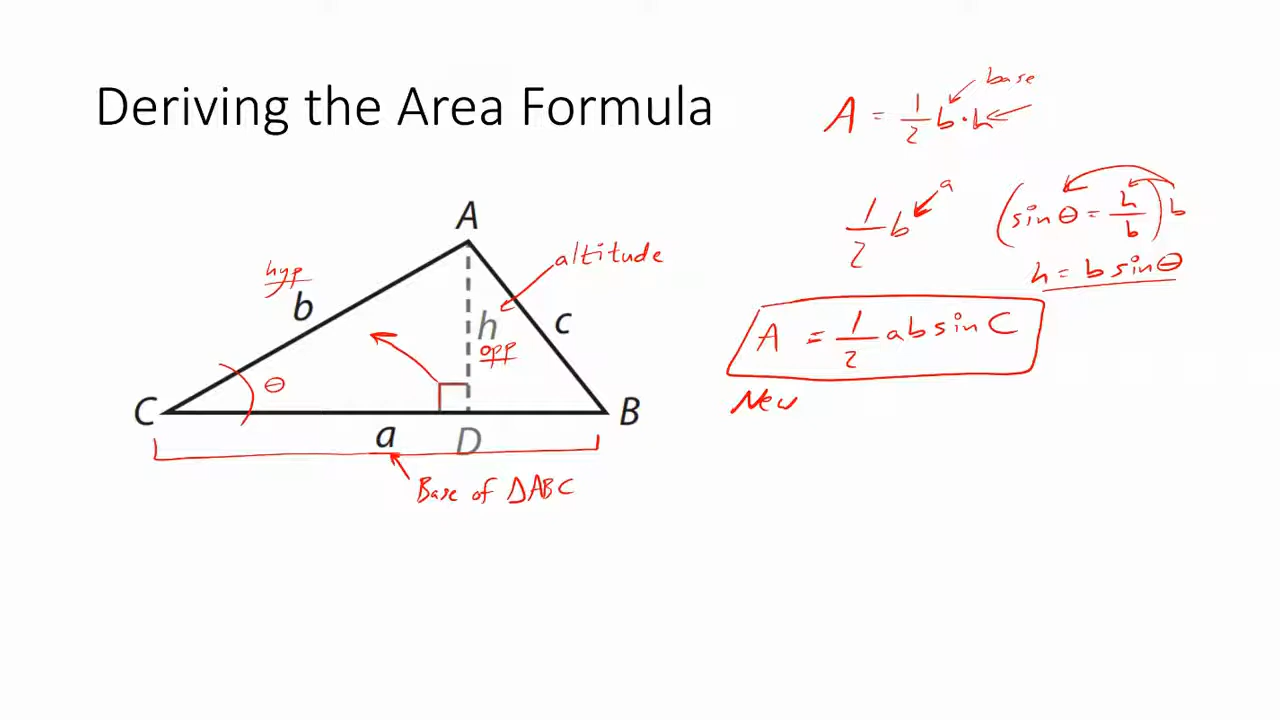 Deriving the Area Formula
base
A = 1/2 b · h
a
1/2 b
(sin θ = h/b) b
h = b sin θ
A = 1/2 a b sin C
New
A
altitude
hyp
b
h
c
opp
θ
C
B
a
D
Base of ΔABC